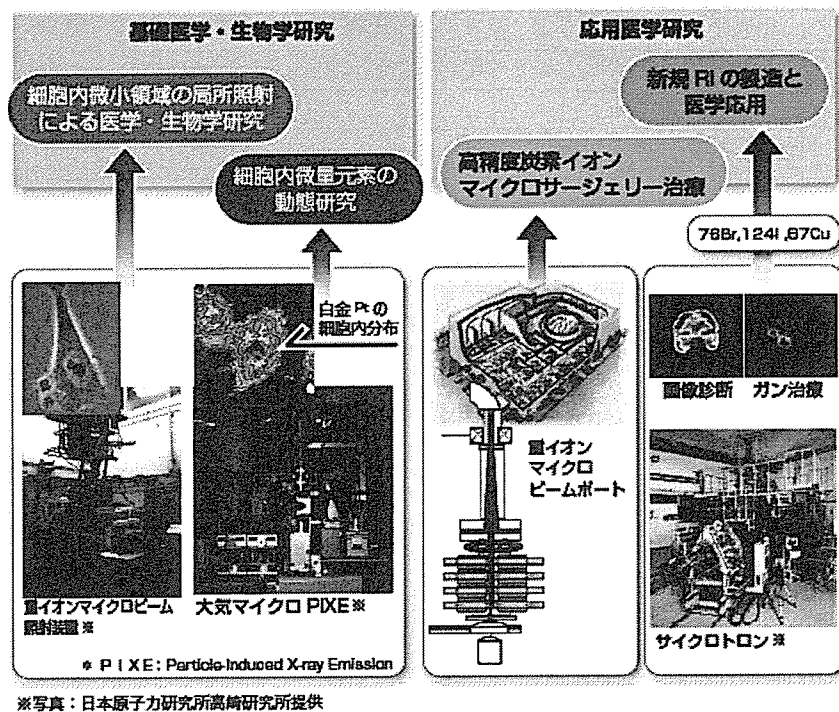 基礎医学・生物学研究
応用医学研究
細胞内微小領域の局所照射
による医学・生物学研究
新規 RI の製造と
医学応用
細胞内微量元素の
動態研究
高精度炭素イオン
マイクロサージェリー治療
76Br,124I,67Cu
白金 Pt の
細胞内分布
画像診断
ガン治療
重イオン
マイクロ
ビームポート
重イオンマイクロビーム
照射装置※
大気マイクロ PIXE※
サイクロトロン※
* PIXE: Particle-Induced X-ray Emission
※写真:日本原子力研究所高崎研究所提供